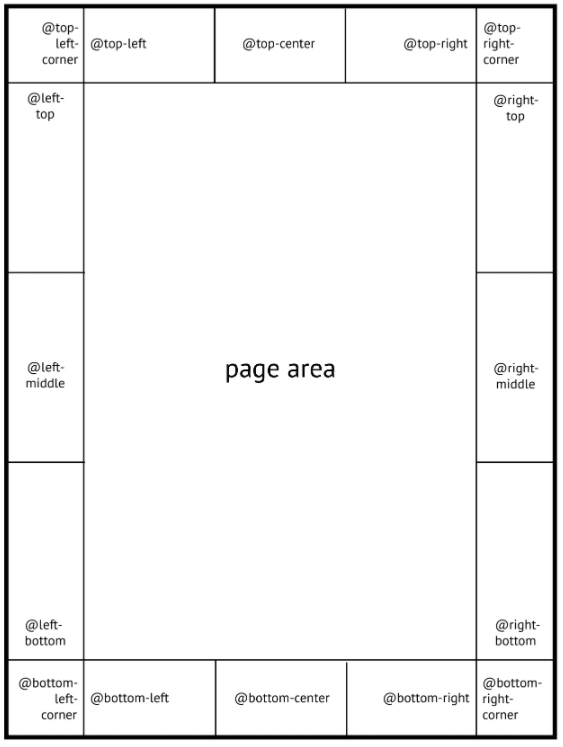 @top-
left-
corner
@top-left
@top-center
@top-right
@top-
right-
corner
@left-
top
@right-
top
@left-
middle
page area
@right-
middle
@left-
bottom
@right-
bottom
@bottom-
left-
corner
@bottom-left
@bottom-center
@bottom-right
@bottom-
right-
corner